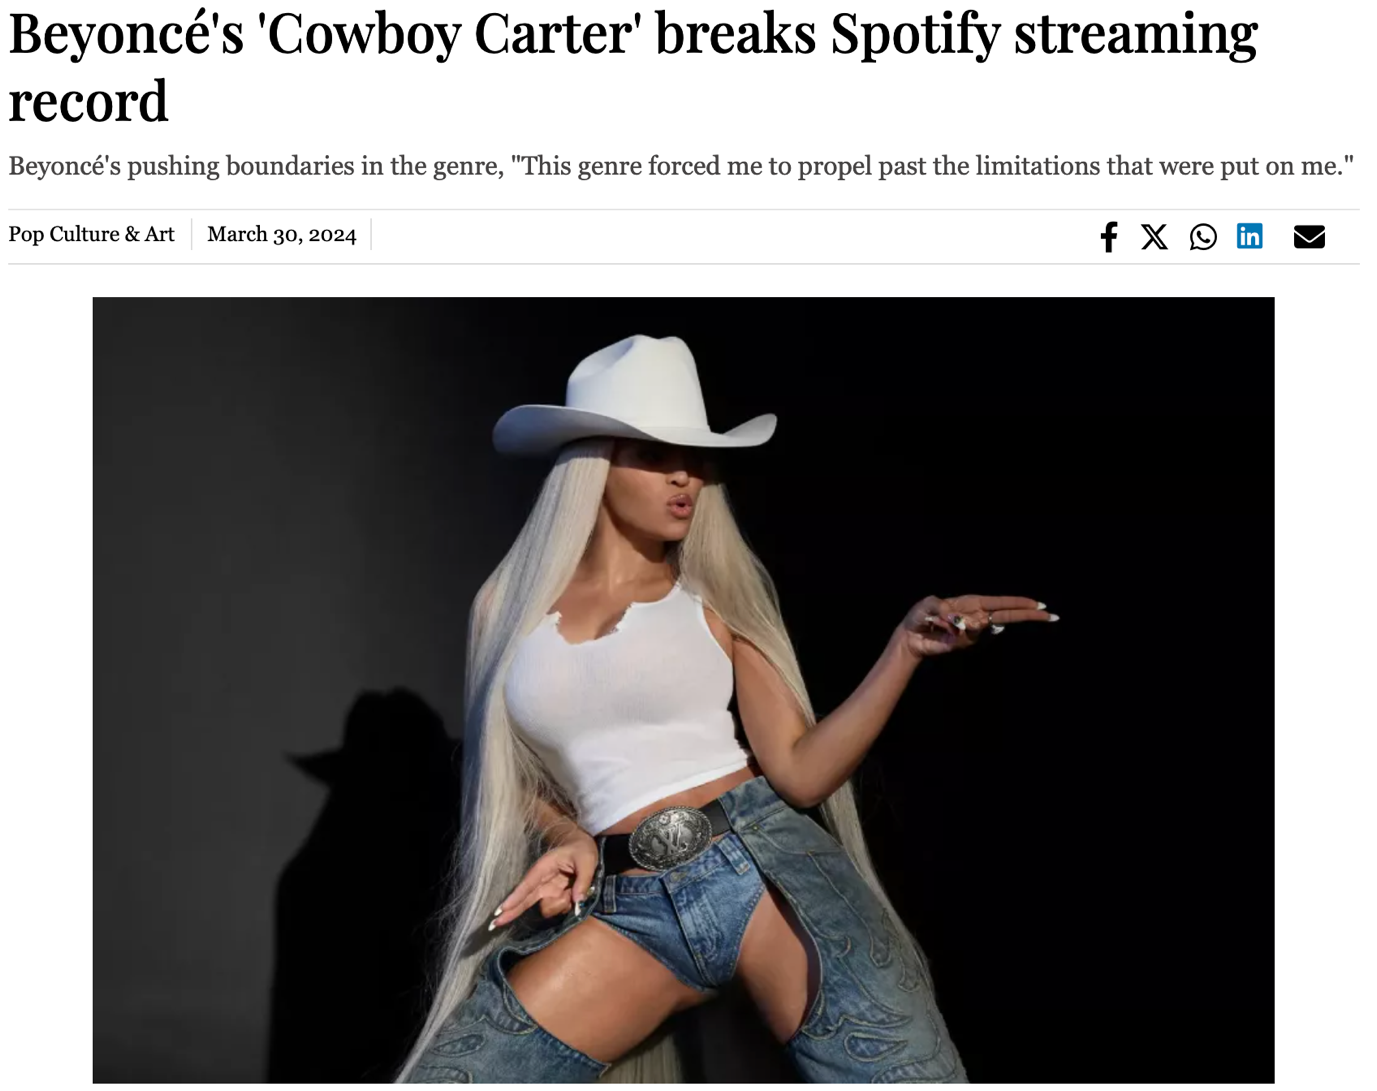 Beyoncé's 'Cowboy Carter' breaks Spotify streaming
record
Beyoncé's pushing boundaries in the genre, "This genre forced me to propel past the limitations that were put on me."
Pop Culture & Art
March 30, 2024
f
X
in